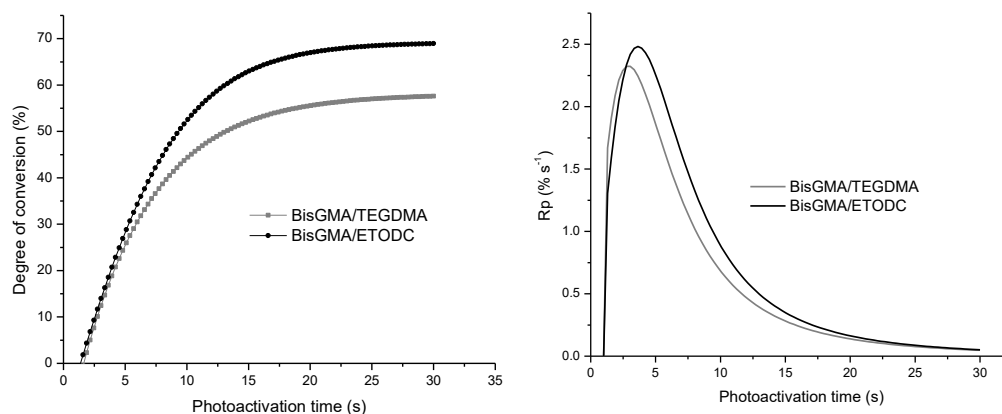 Degree of conversion (%)
70
60
50
40
30
20
10
0
BisGMA/TEGDMA
BisGMA/ETODC
0 5 10 15 20 25 30 35
Photoactivation time (s)
Rp (% s⁻¹)
2.5
2.0
1.5
1.0
0.5
0.0
BisGMA/TEGDMA
BisGMA/ETODC
0 5 10 15 20 25 30
Photoactivation time (s)